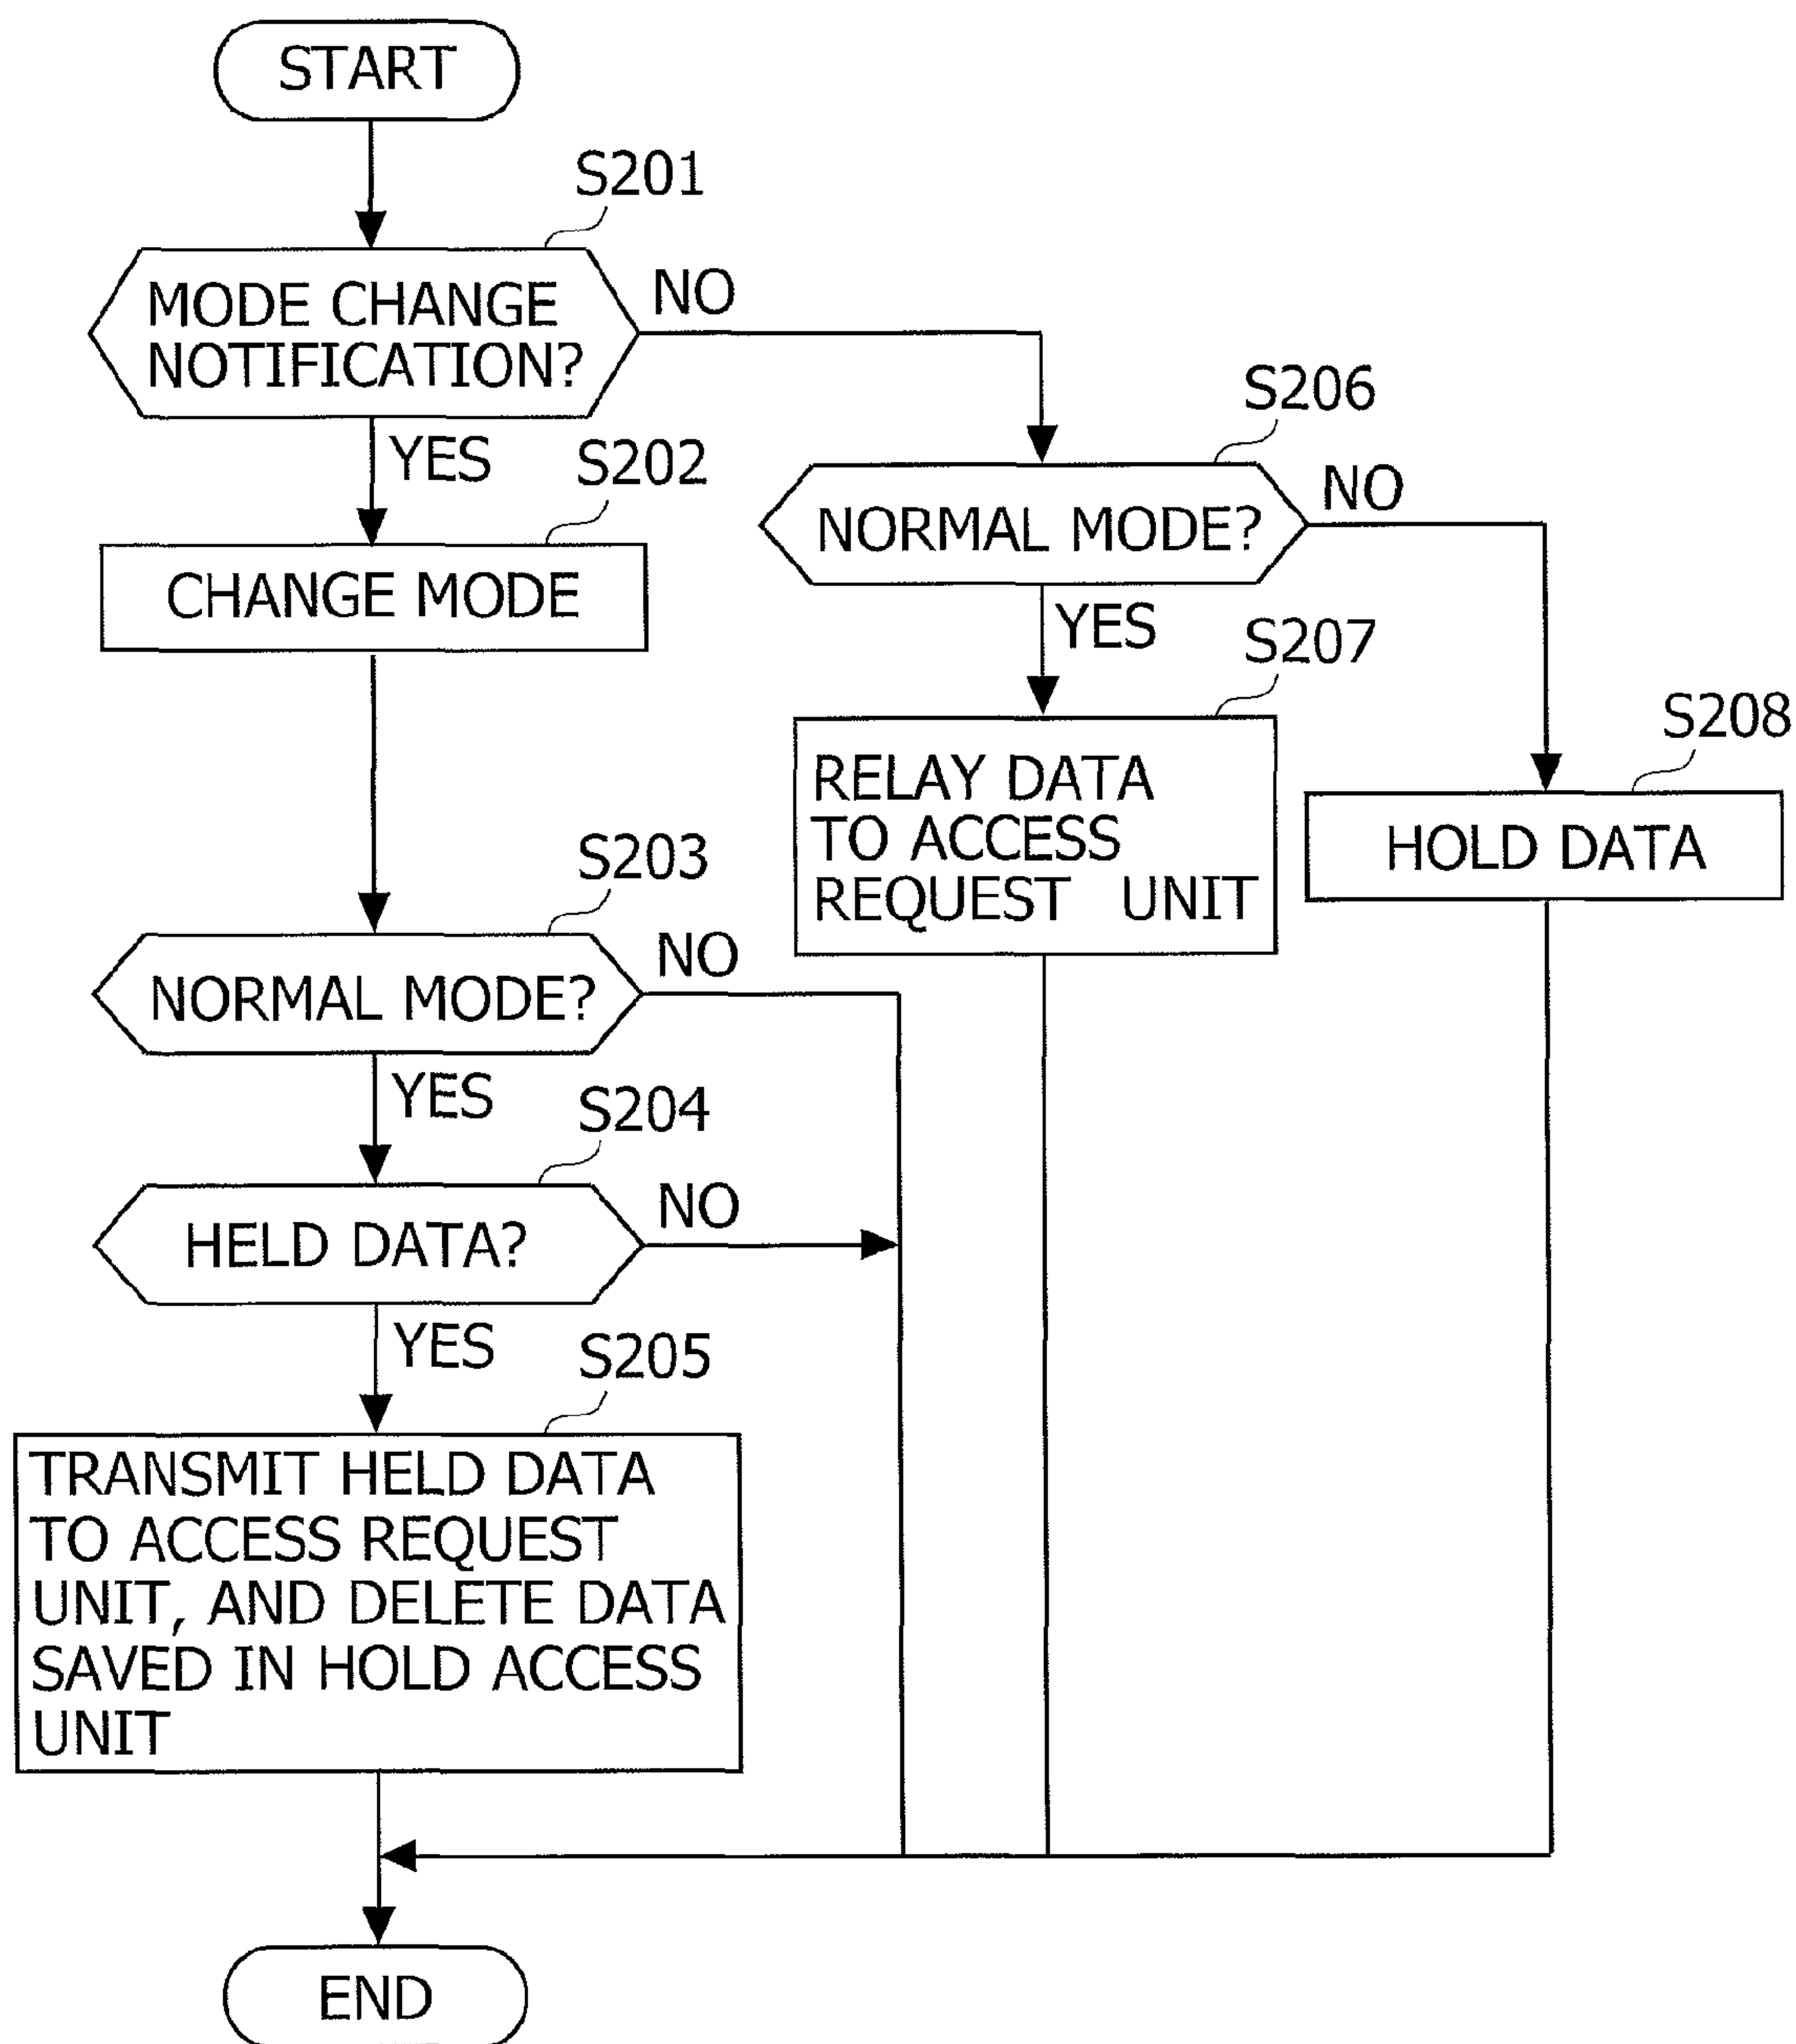 START
S201
MODE CHANGE
NOTIFICATION?
NO
YES
S202
CHANGE MODE
S206
NORMAL MODE?
NO
YES
S207
RELAY DATA
TO ACCESS
REQUEST UNIT
S208
HOLD DATA
S203
NORMAL MODE?
NO
YES
S204
HELD DATA?
NO
YES
S205
TRANSMIT HELD DATA
TO ACCESS REQUEST
UNIT, AND DELETE DATA
SAVED IN HOLD ACCESS
UNIT
END